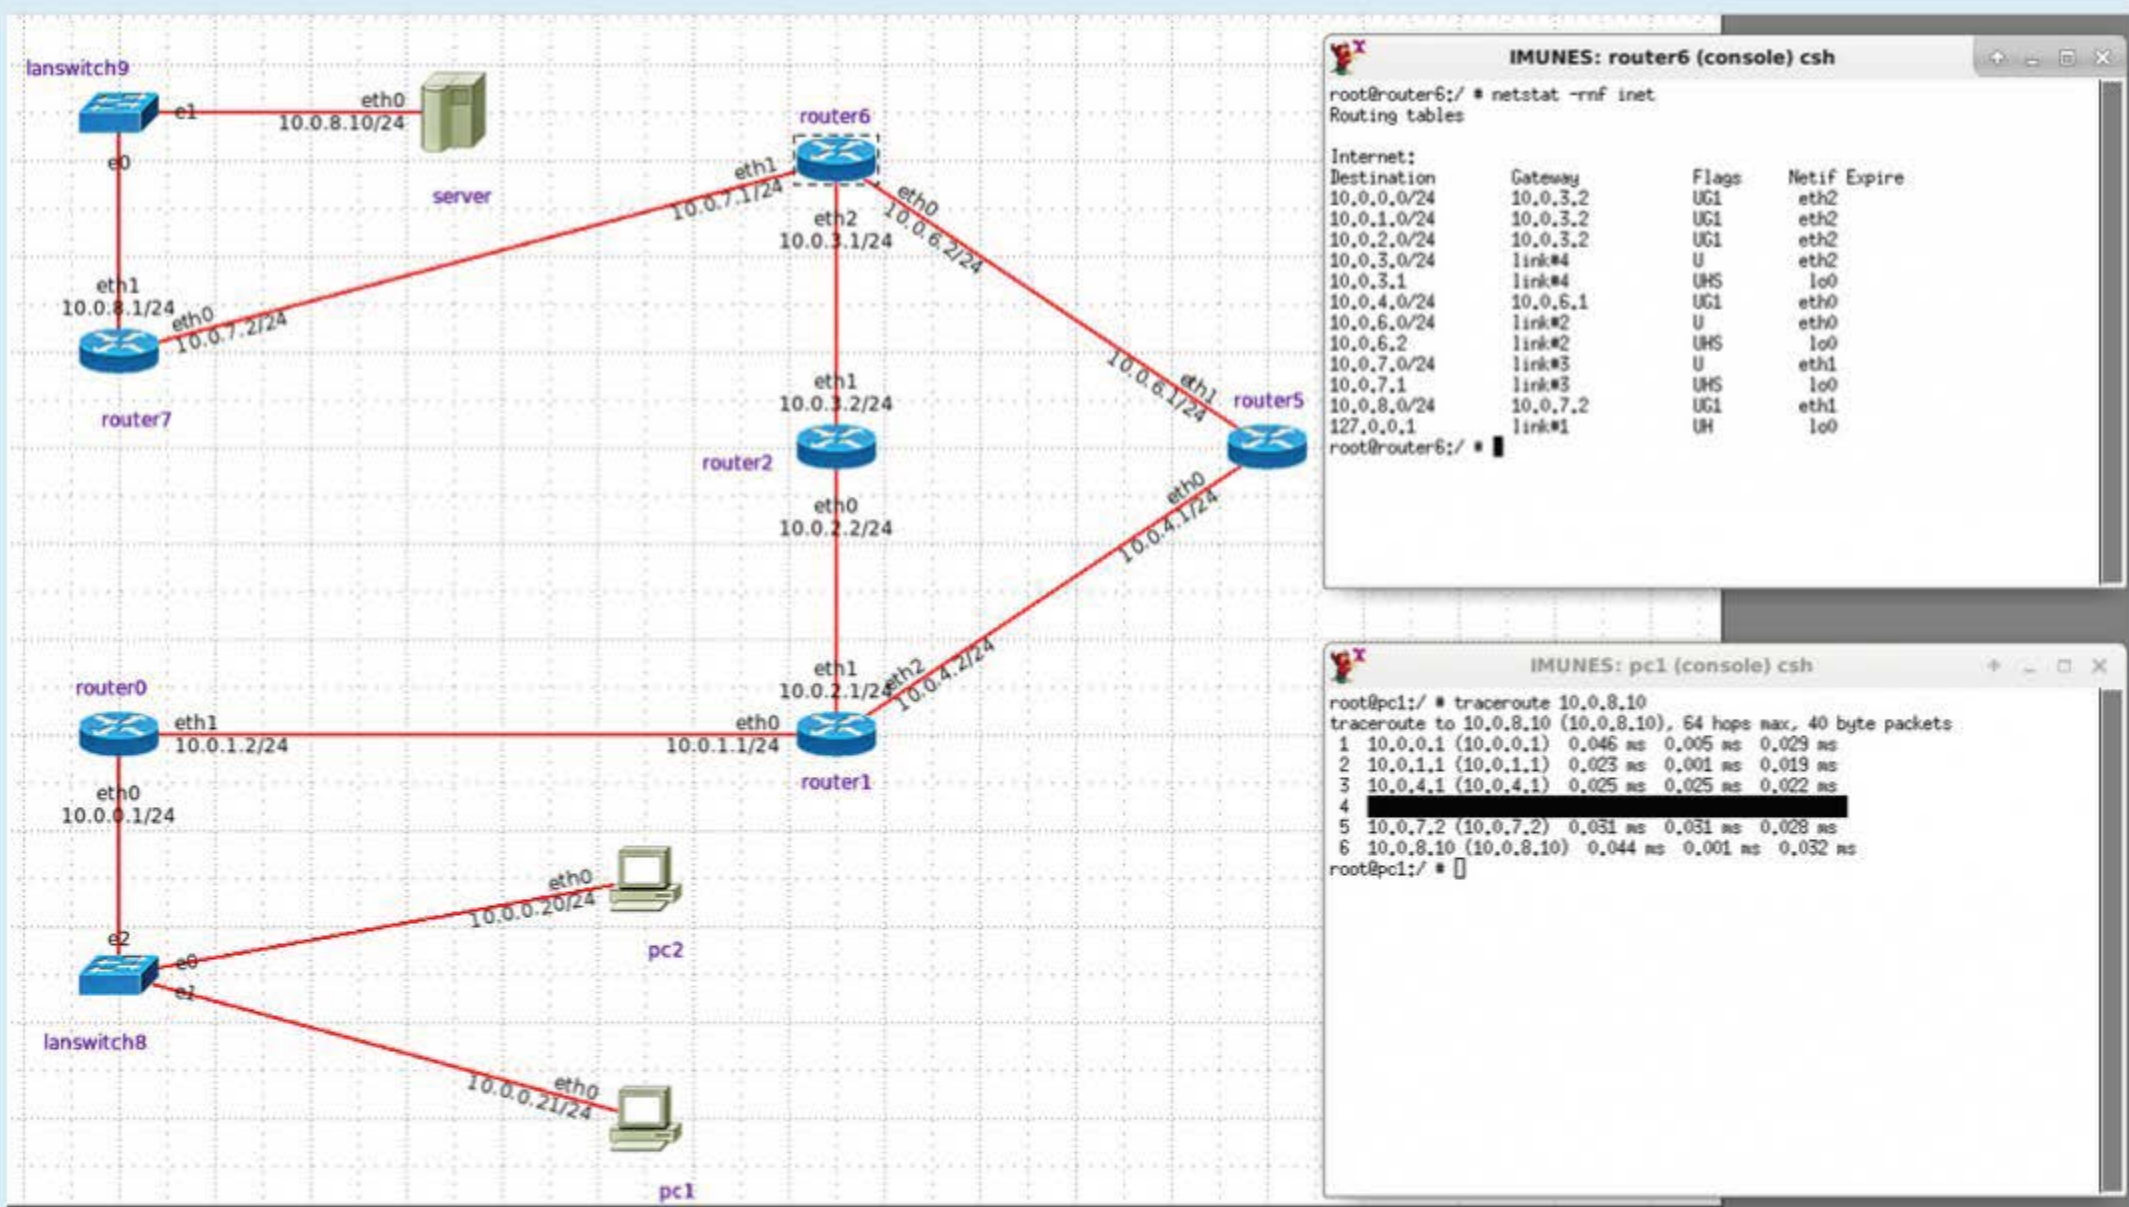 lanswitch9
e1
eth0
10.0.8.10/24
server
e0
eth1
10.0.8.1/24
eth0
10.0.7.2/24
router7
router6
eth1
10.0.7.1/24
eth2
10.0.3.1/24
eth0
10.0.6.2/24
eth1
10.0.3.2/24
router2
eth0
10.0.2.2/24
eth1
10.0.6.1/24
router5
eth0
10.0.4.1/24
router0
eth1
10.0.1.2/24
eth0
10.0.0.1/24
eth0
10.0.1.1/24
eth1
10.0.2.1/24
eth2
10.0.4.2/24
router1
e2
e0
e1
lanswitch8
eth0
10.0.0.20/24
pc2
eth0
10.0.0.21/24
pc1
IMUNES: router6 (console) csh
root@router6:/ # netstat -rnf inet
Routing tables
Internet:
Destination Gateway Flags Netif Expire
10.0.0.0/24 10.0.3.2 UG1 eth2
10.0.1.0/24 10.0.3.2 UG1 eth2
10.0.2.0/24 10.0.3.2 UG1 eth2
10.0.3.0/24 link#4 U eth2
10.0.3.1 link#4 UHS lo0
10.0.4.0/24 10.0.6.1 UG1 eth0
10.0.6.0/24 link#2 U eth0
10.0.6.2 link#2 UHS lo0
10.0.7.0/24 link#3 U eth1
10.0.7.1 link#3 UHS lo0
10.0.8.0/24 10.0.7.2 UG1 eth1
127.0.0.1 link#1 UH lo0
root@router6:/ #
IMUNES: pc1 (console) csh
root@pc1:/ # traceroute 10.0.8.10
traceroute to 10.0.8.10 (10.0.8.10), 64 hops max, 40 byte packets
1 10.0.0.1 (10.0.0.1) 0.046 ms 0.005 ms 0.029 ms
2 10.0.1.1 (10.0.1.1) 0.023 ms 0.001 ms 0.019 ms
3 10.0.4.1 (10.0.4.1) 0.025 ms 0.025 ms 0.022 ms
4
5 10.0.7.2 (10.0.7.2) 0.031 ms 0.031 ms 0.028 ms
6 10.0.8.10 (10.0.8.10) 0.044 ms 0.001 ms 0.032 ms
root@pc1:/ #